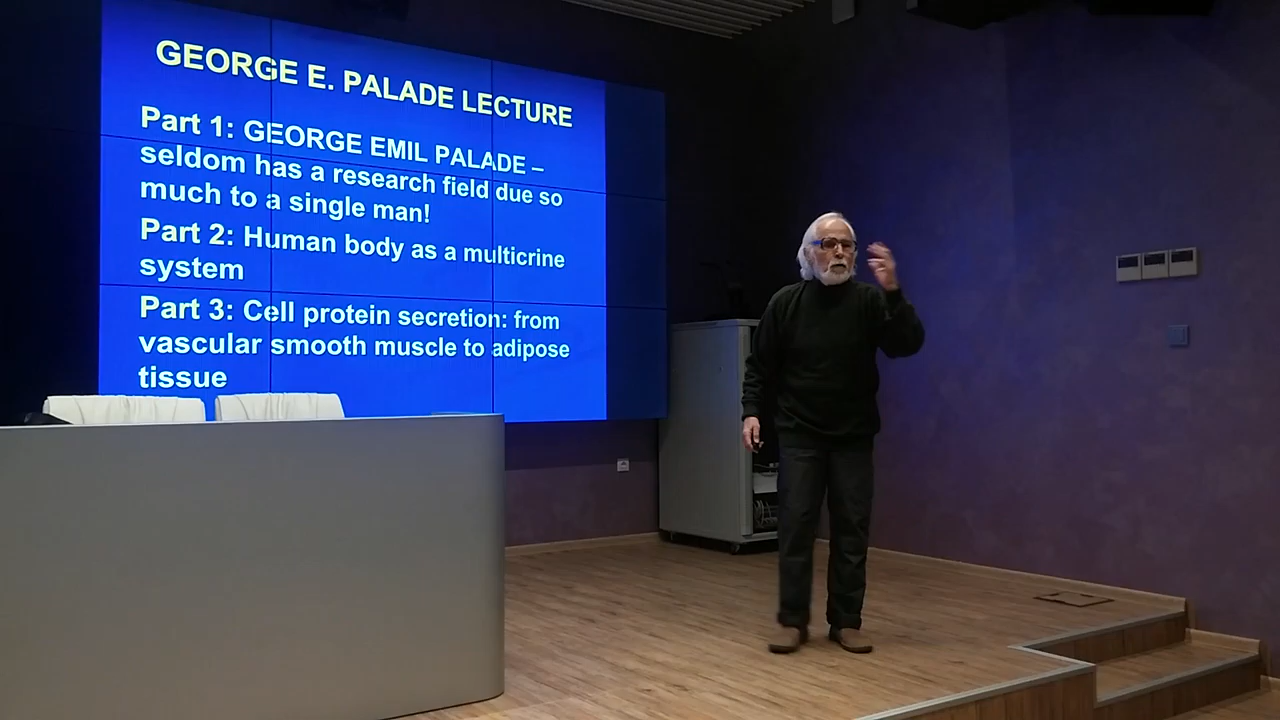 GEORGE E. PALADE LECTURE
Part 1: GEORGE EMIL PALADE –
seldom has a research field due so
much to a single man!
Part 2: Human body as a multicrine
system
Part 3: Cell protein secretion: from
vascular smooth muscle to adipose
tissue